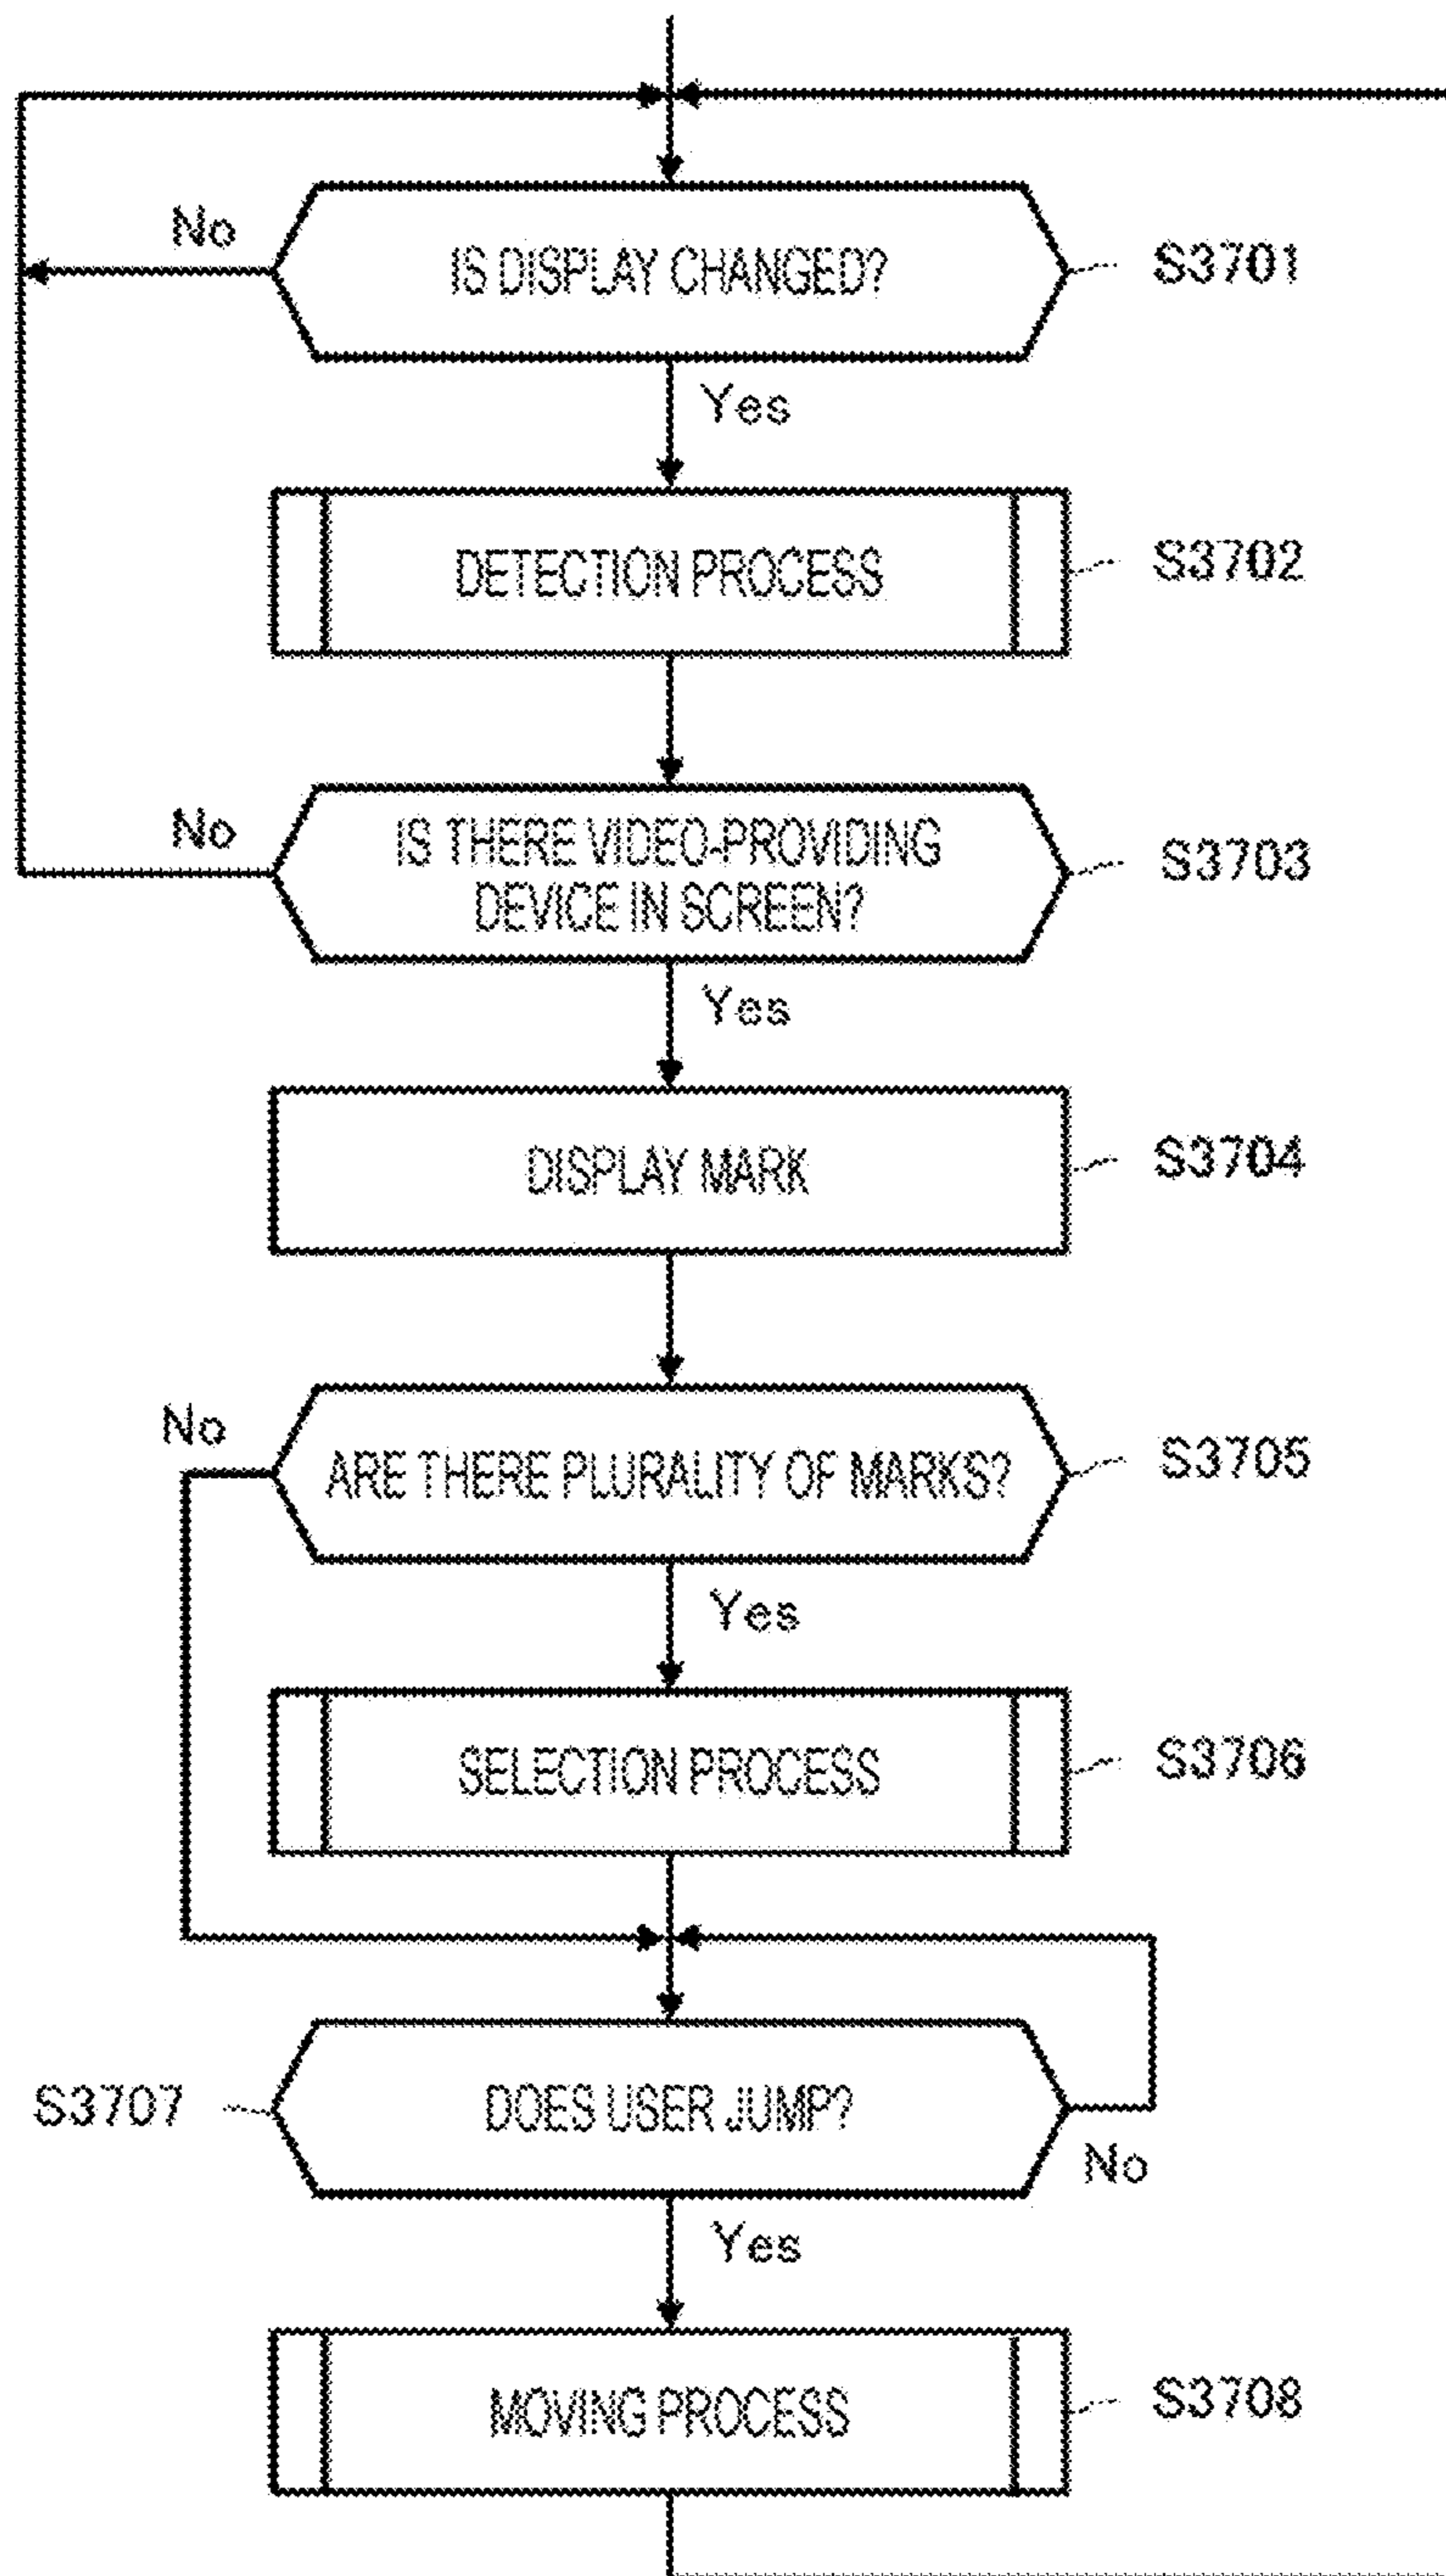 No
IS DISPLAY CHANGED?
S3701
Yes
DETECTION PROCESS
S3702
No
IS THERE VIDEO-PROVIDING
DEVICE IN SCREEN?
S3703
Yes
DISPLAY MARK
S3704
No
ARE THERE PLURALITY OF MARKS?
S3705
Yes
SELECTION PROCESS
S3706
S3707
DOES USER JUMP?
No
Yes
MOVING PROCESS
S3708